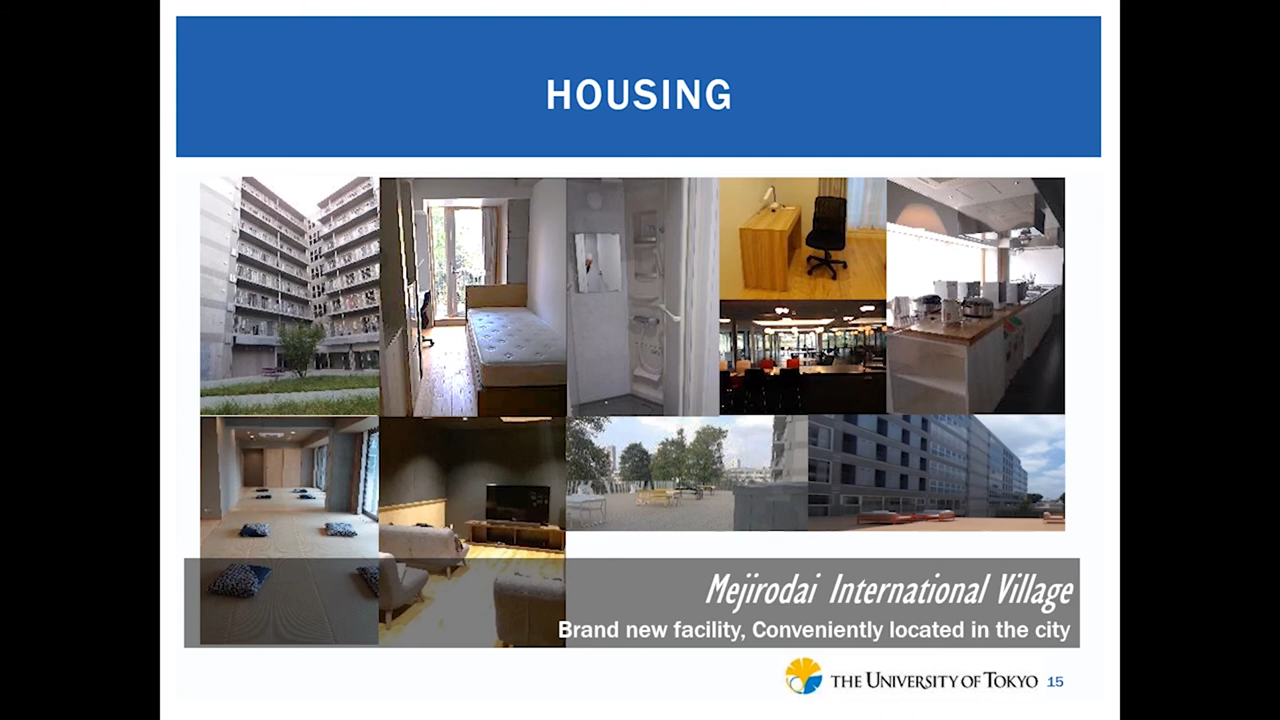 HOUSING
Mejirodai International Village
Brand new facility, Conveniently located in the city
THE UNIVERSITY OF TOKYO 15